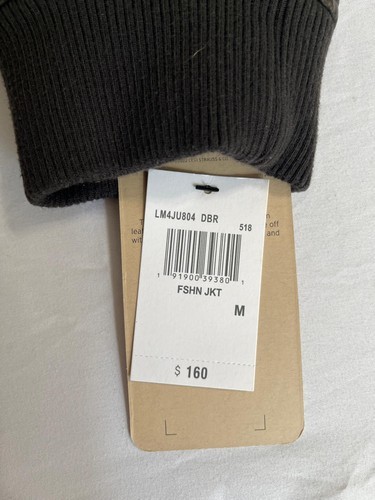 LM4JU804 DBR
518
1 91900 39380 1
FSHN JKT
M
$ 160